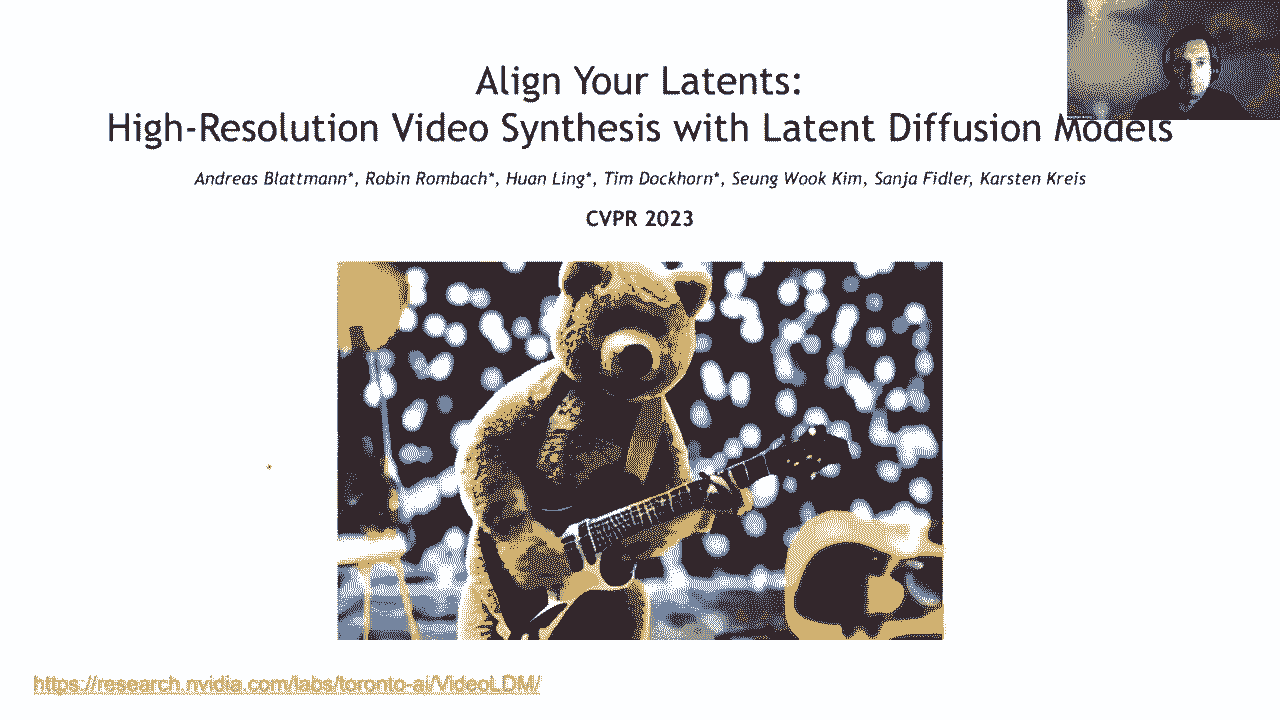 Align Your Latents:
High-Resolution Video Synthesis with Latent Diffusion Models
Andreas Blattmann*, Robin Rombach*, Huan Ling*, Tim Dockhorn*, Seung Wook Kim, Sanja Fidler, Karsten Kreis
CVPR 2023
https://research.nvidia.com/labs/toronto-ai/VideoLDM/